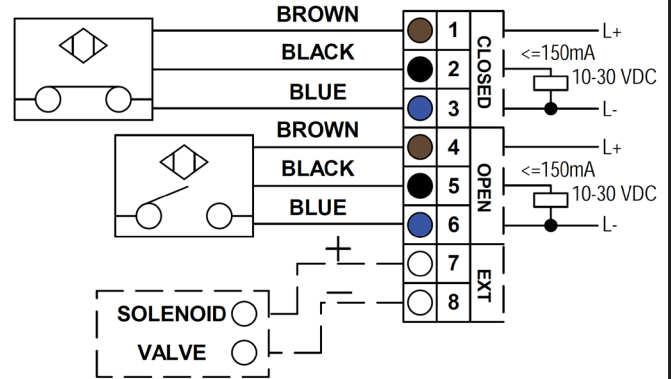 BROWN 1 L+
BLACK 2 <=150mA
10-30 VDC
BLUE 3 L-
CLOSED
BROWN 4 L+
BLACK 5 <=150mA
10-30 VDC
BLUE 6 L-
OPEN
+ 7
- 8
EXT
SOLENOID
VALVE